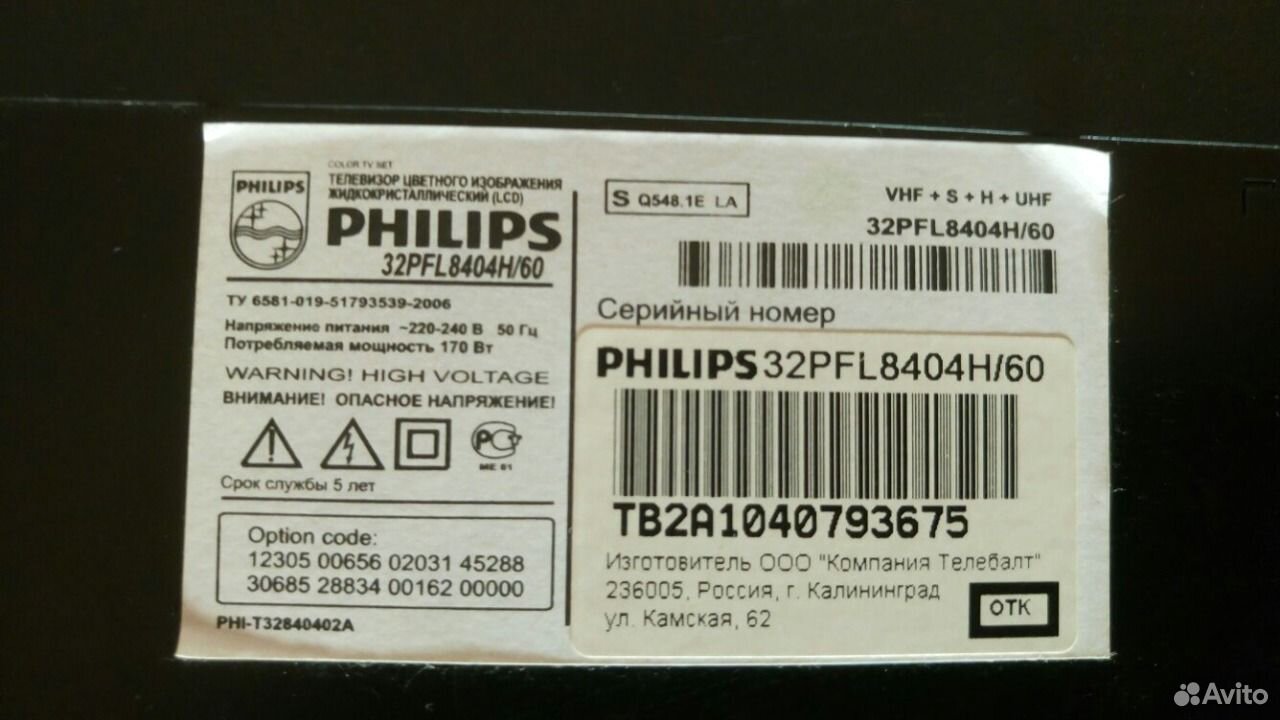 COLOR TV SET
PHILIPS
ТЕЛЕВИЗОР ЦВЕТНОГО ИЗОБРАЖЕНИЯ
ЖИДКОКРИСТАЛЛИЧЕСКИЙ (LCD)
PHILIPS
32PFL8404H/60
ТУ 6581-019-51793539-2006
Напряжение питания ~220-240 В 50 Гц
Потребляемая мощность 170 Вт
WARNING! HIGH VOLTAGE
ВНИМАНИЕ! ОПАСНОЕ НАПРЯЖЕНИЕ!
РСТ
МЕ 61
Срок службы 5 лет
Option code:
12305 00656 02031 45288
30685 28834 00162 00000
PHI-T32840402A
S Q548.1E LA
VHF + S + H + UHF
32PFL8404H/60
Серийный номер
PHILIPS 32PFL8404H/60
TB2A1040793675
Изготовитель ООО "Компания Телебалт"
236005, Россия, г. Калининград
ул. Камская, 62
ОТК
Avito